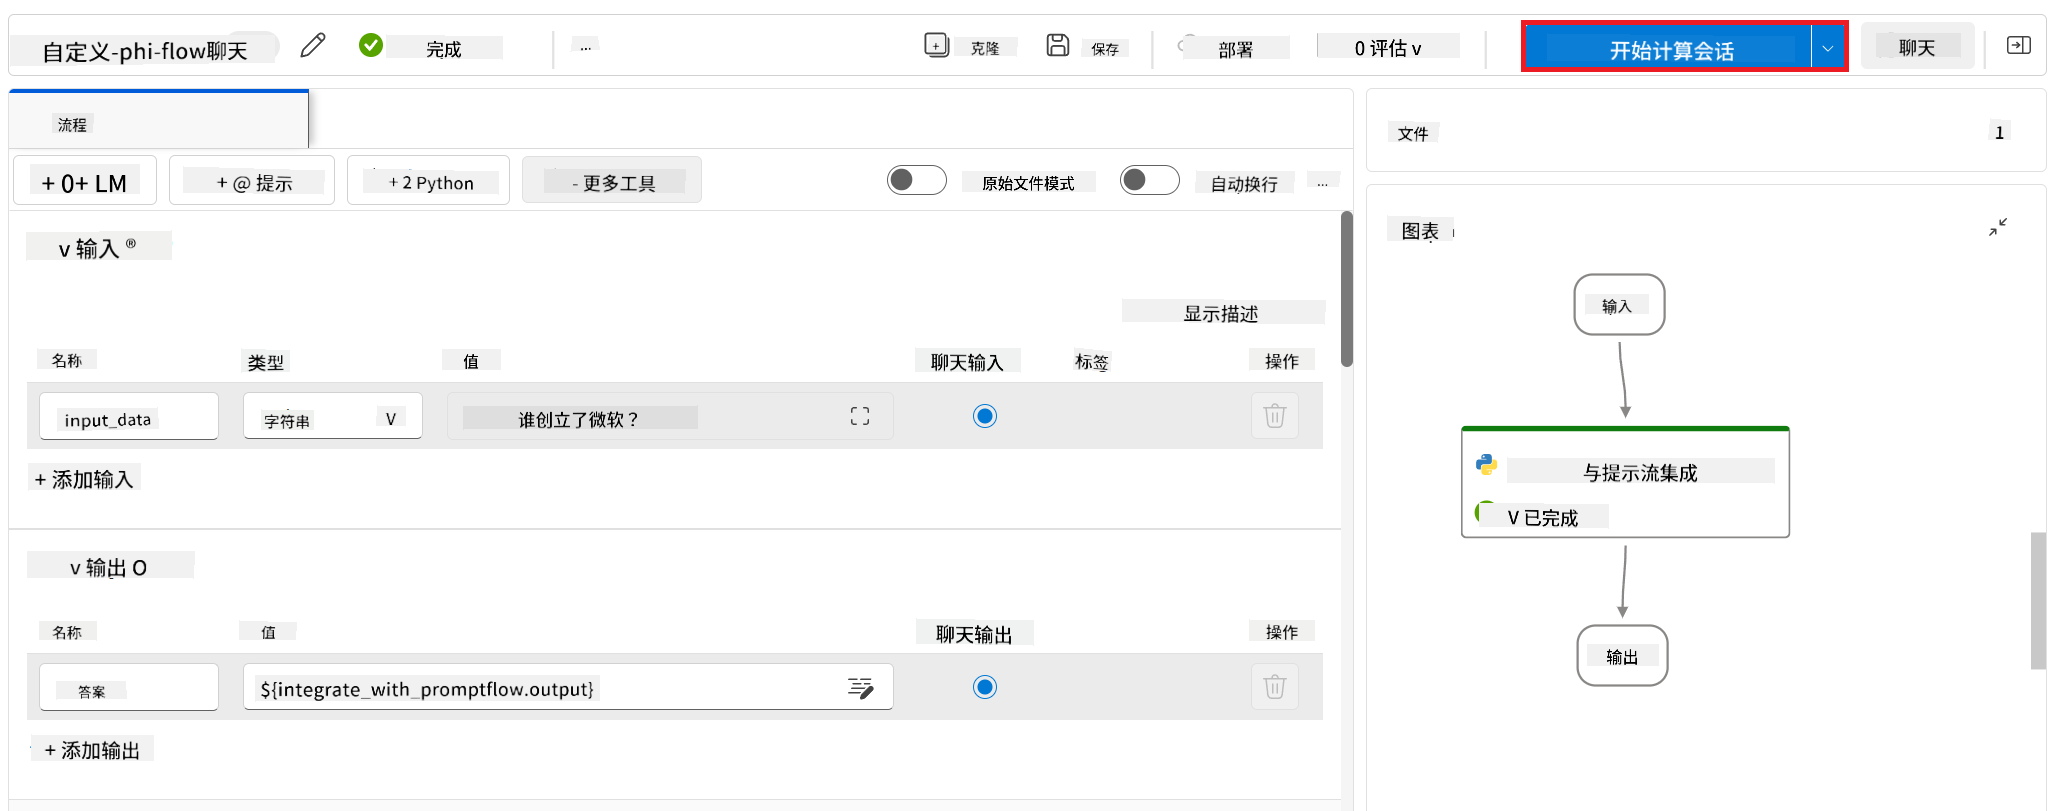 自定义-phi-flow聊天
完成
...
克隆
保存
部署
0 评估 v
开始计算会话
聊天
流程
+ 0+ LM
+ @ 提示
+ 2 Python
- 更多工具
原始文件模式
自动换行
...
v 输入 ®
显示描述
名称 类型 值 聊天输入 标签 操作
input_data 字符串 V 谁创立了微软？
+ 添加输入
v 输出 O
名称 值 聊天输出 操作
答案 ${integrate_with_promptflow.output}
+ 添加输出
文件 1
图表
输入
与提示流集成
V 已完成
输出